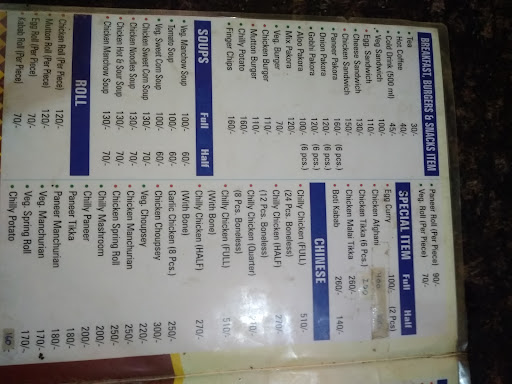 BREAKFAST, BURGERS & SNACKS ITEM
• Tea 30/-
• Hot Coffee 40/-
• Cold Drink (500 ml) 45/-
• Veg Sandwich 100/-
• Egg Sandwich 110/-
• Cheese Sandwich 130/-
• Chicken Sandwich 150/-
• Paneer Pakora 160/- (6 pcs.)
• Onion Pakora 120/- (6 pcs.)
• Gobhi Pakora 120/- (6 pcs.)
• Aloo Pakora 100/- (6 pcs.)
• Mix Pakora 120/-
• Veg. Burger 70/-
• Chicken Burger 110/-
• Mutton Burger 110/-
• Chilly Potato 160/-
• Finger Chips 160/-
SOUPS Full Half
• Veg. Manchow Soup 100/- 60/-
• Tomato Soup 100/- 60/-
• Veg. Sweet Corn Soup 100/- 60/-
• Chicken Sweet Corn Soup 130/- 70/-
• Chicken Noodles Soup 130/- 70/-
• Chicken Hot & Sour Soup 130/- 70/-
• Chicken Manchow Soup 130/- 70/-
ROLL
• Chicken Roll (Per Piece) 120/-
• Mutton Roll (Per Piece) 120/-
• Egg Roll (Per Piece) 70/-
• Kabab Roll (Per Piece) 70/-
• Paneer Roll (Per Piece) 90/-
• Veg. Roll (Per Piece) 70/-
SPECIAL ITEM Full Half
• Egg Curry 100/- (2 Pcs)
• Chicken Afghani
• Chicken Tikka (6 Pcs.)
• Chicken Malai Tikka 260/-
• Boti Kabab 260/- 140/-
CHINESE
• Chilly Chicken (FULL) 510/-
(24 Pcs. Boneless)
• Chilly Chicken (HALF) 270/-
(12 Pcs. Boneless)
• Chilly Chicken (Quarter)
(6 Pcs. Boneless)
• Chilly Chicken (FULL) 510/-
(With Bone)
• Chilly Chicken (HALF) 270/-
(With Bone)
• Garlic Chicken (8 Pcs.) 250/-
• Chicken Choupsey 300/-
• Veg. Choupsey 220/-
• Chicken Manchurian 250/-
• Chicken Spring Roll 250/-
• Chilly Mashroom 200/-
• Chilly Paneer 200/-
• Paneer Tikka 180/-
• Paneer Manchurian 180/-
• Veg. Manchurian 170/-
• Veg. Spring Roll 170/-
• Chilly Potato